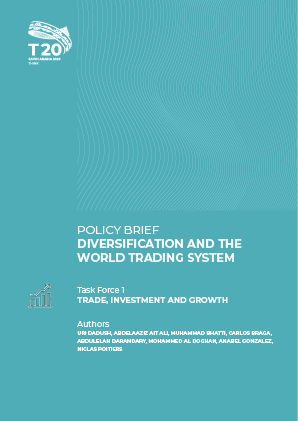 T20
SAUDI ARABIA 2020
THINK
POLICY BRIEF
DIVERSIFICATION AND THE
WORLD TRADING SYSTEM
Task Force 1
TRADE, INVESTMENT AND GROWTH
Authors
URI DADUSH, ABDELAAZIZ AIT ALI, MUHAMMAD BHATTI, CARLOS BRAGA,
ABDULELAH DARANDARY, MOHAMMED AL DOGHAN, ANABEL GONZALEZ,
NICLAS POITIERS